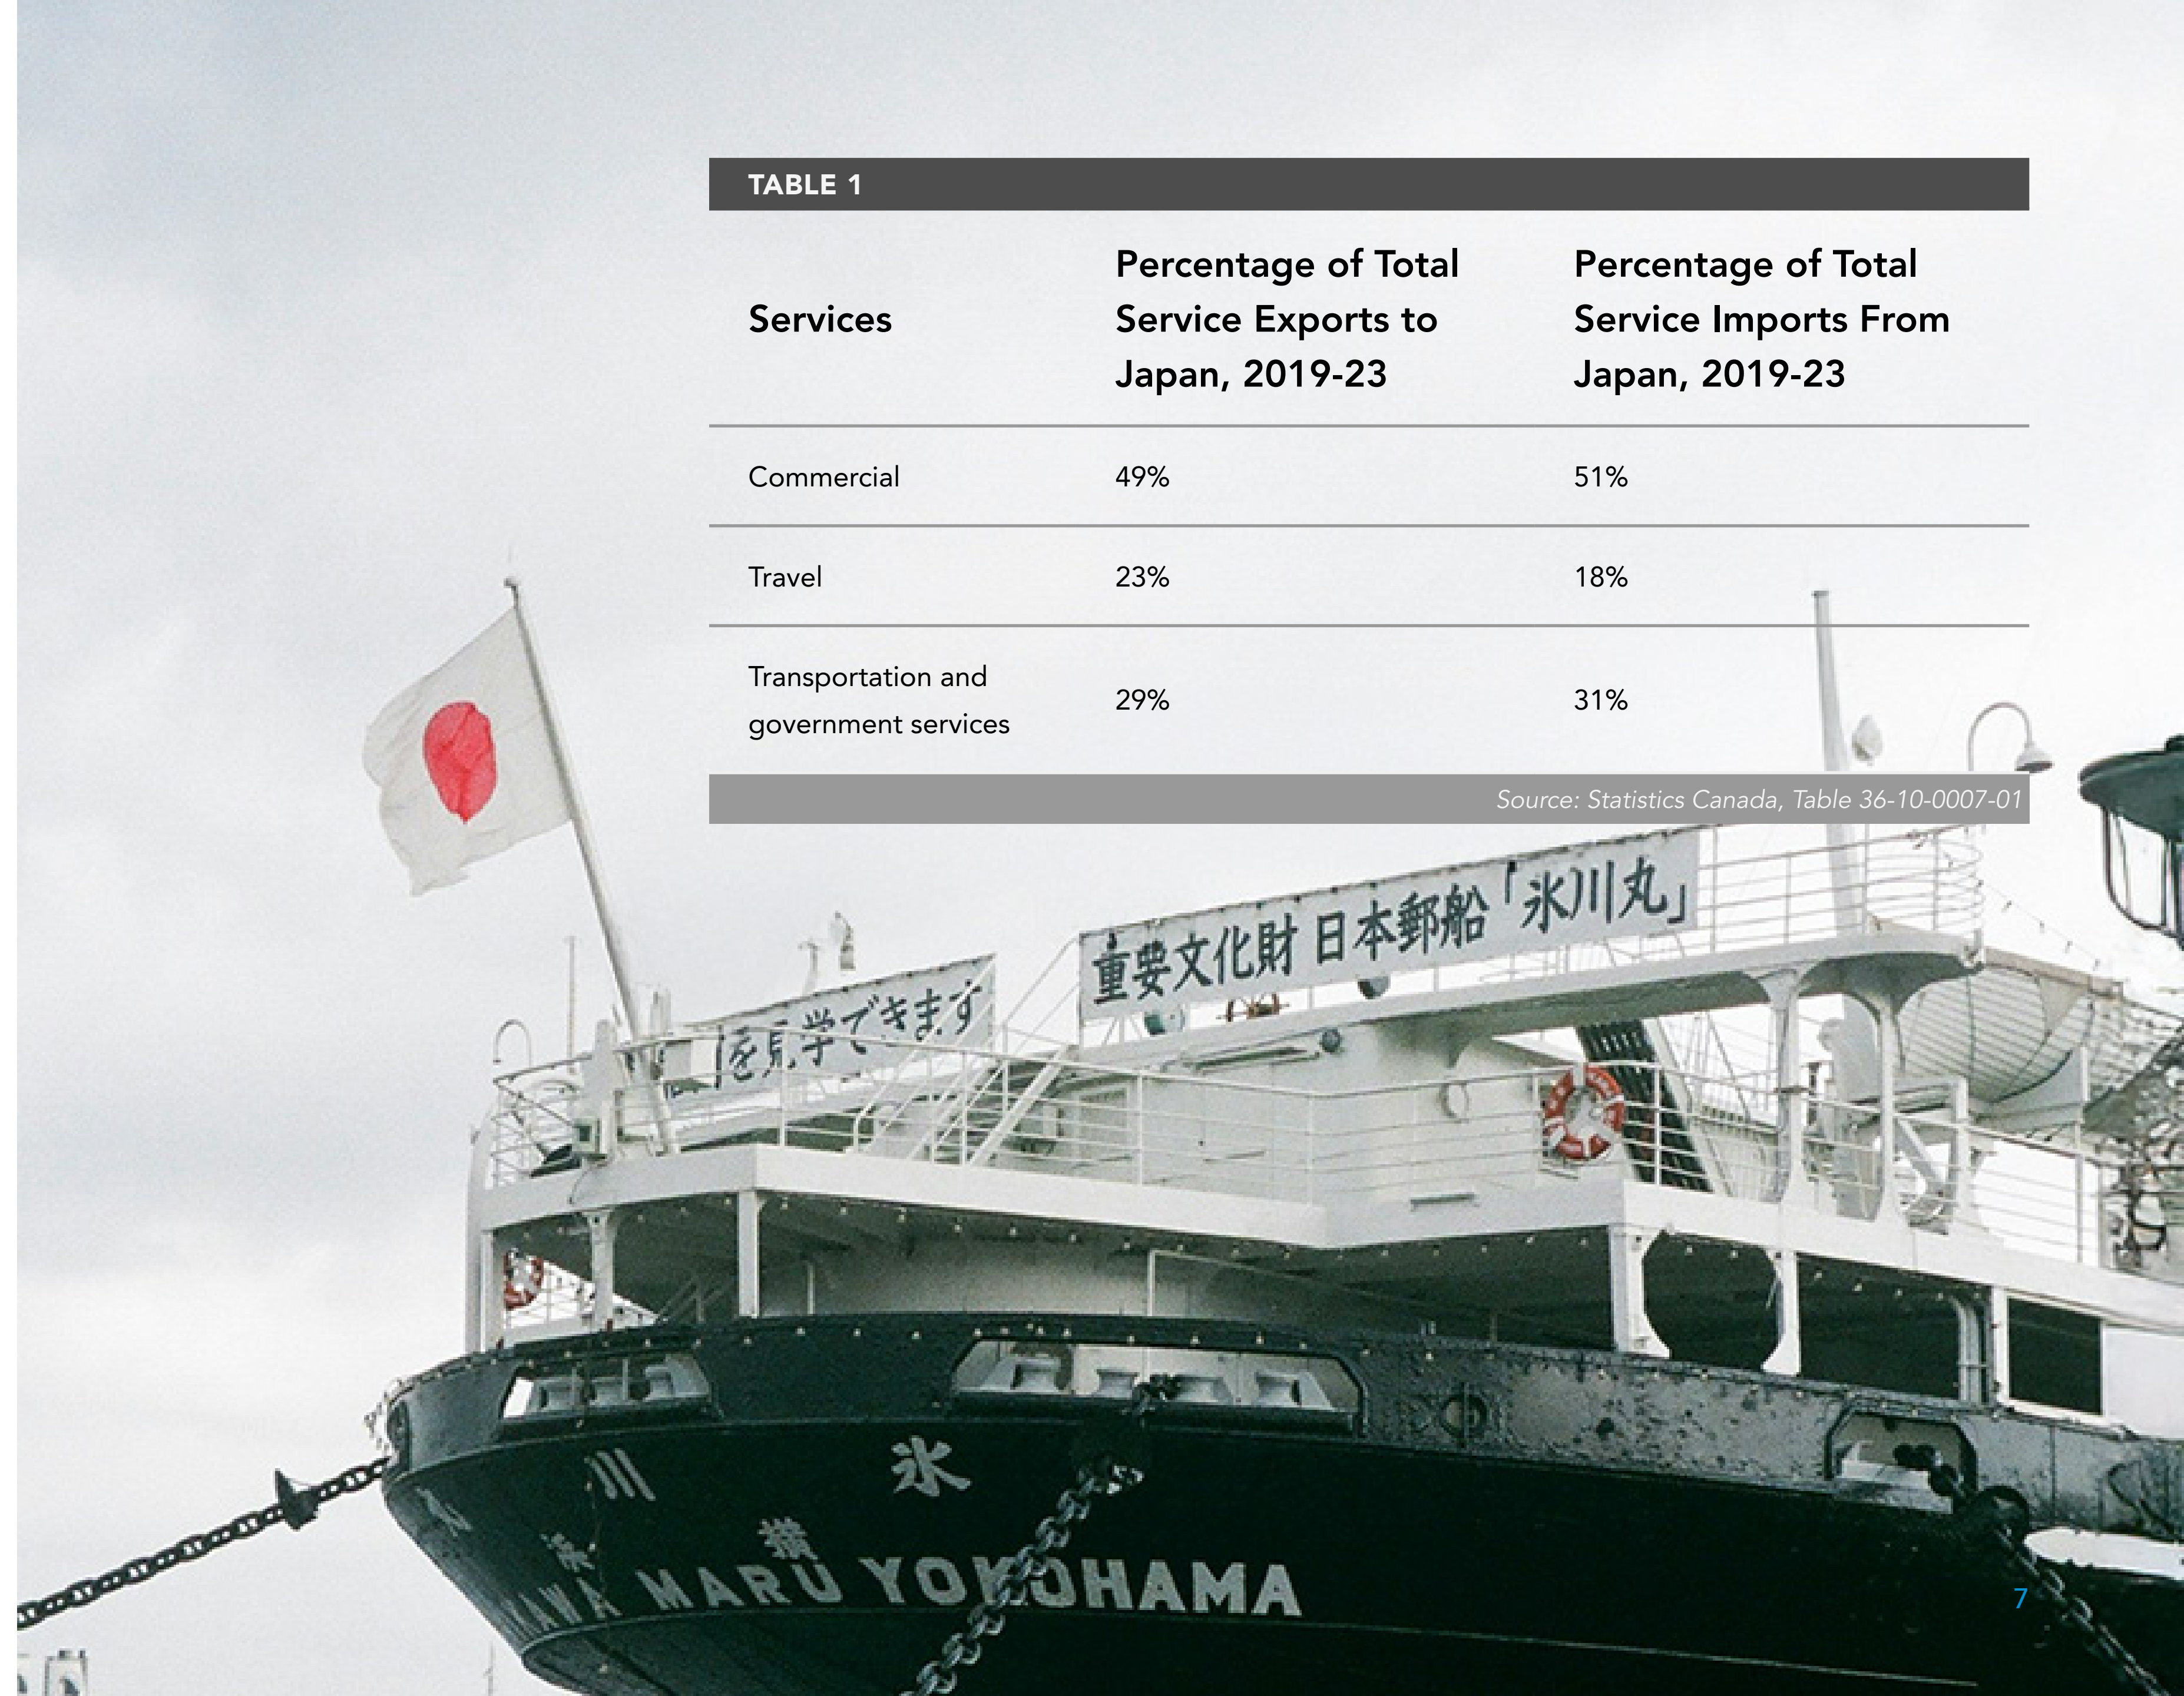 TABLE 1
Services
Percentage of Total
Service Exports to
Japan, 2019-23
Percentage of Total
Service Imports From
Japan, 2019-23
Commercial
49%
51%
Travel
23%
18%
Transportation and
government services
29%
31%
Source: Statistics Canada, Table 36-10-0007-01
重要文化財 日本郵船「氷川丸」
を見学できます
川
氷
横
MARU YOKOHAMA
7